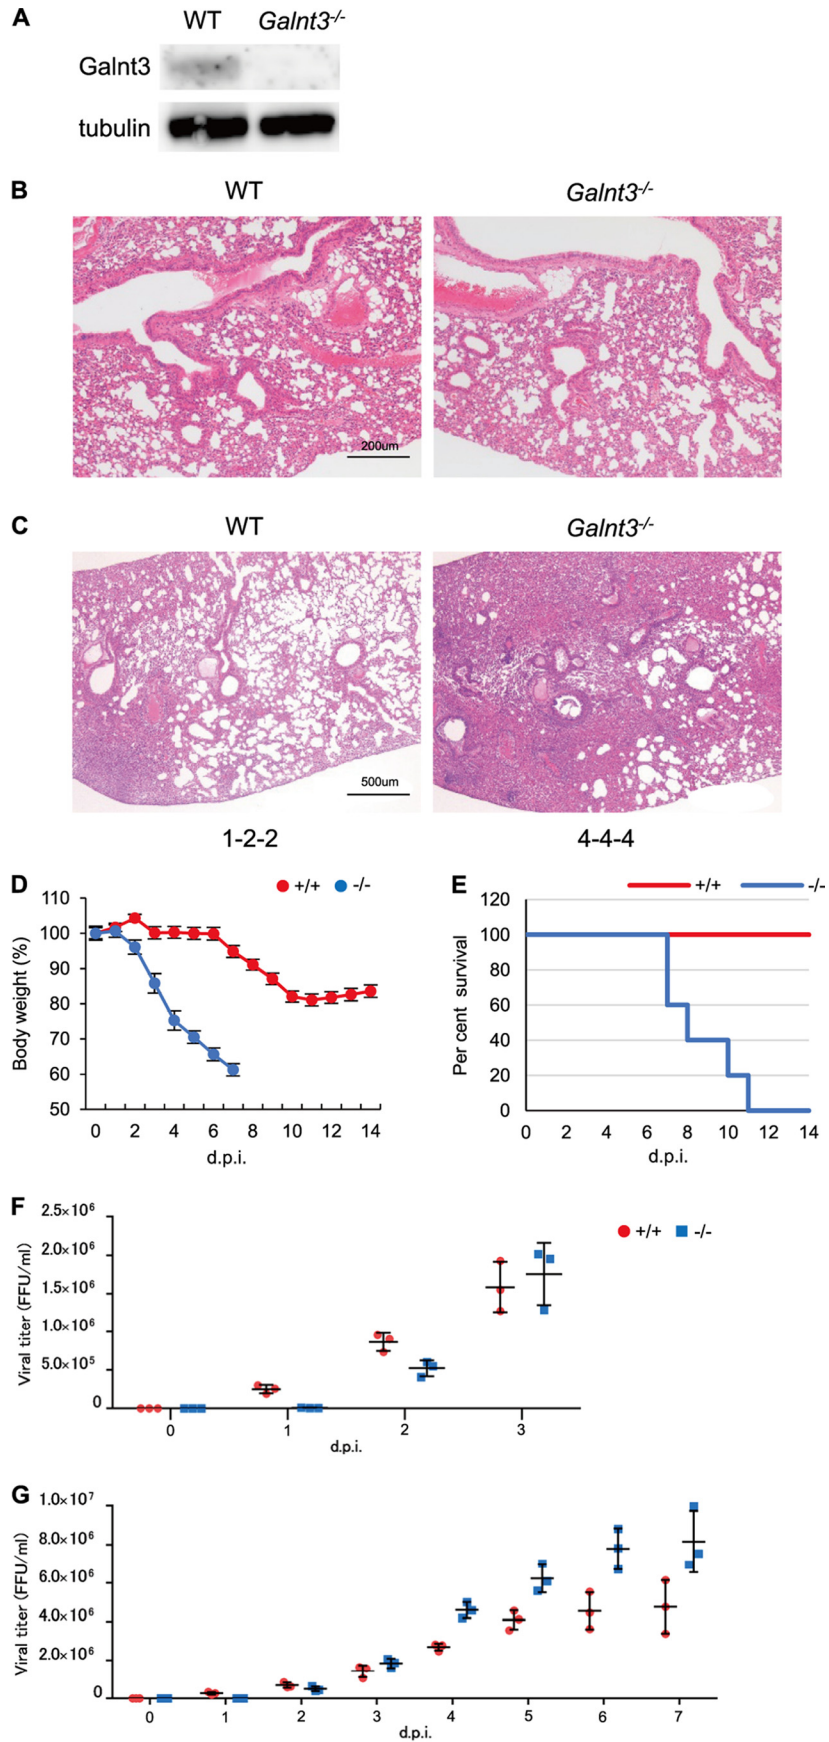 A
WT Galnt3-/-
Galnt3
tubulin
B
WT Galnt3-/-
200um
C
WT Galnt3-/-
500um
1-2-2 4-4-4
D
+/+ -/-
110
100
90
80
70
60
50
Body weight (%)
0 2 4 6 8 10 12 14
d.p.i.
E
+/+ -/-
120
100
80
60
40
20
0
Per cent survival
0 2 4 6 7 8 10 12 14
d.p.i.
F
+/+ -/-
2.5×10⁶
2.0×10⁶
1.5×10⁶
1.0×10⁶
5.0×10⁵
0
Viral titer (FFU/ml)
0 1 2 3
d.p.i.
G
1.0×10⁷
8.0×10⁶
6.0×10⁶
4.0×10⁶
2.0×10⁶
0
Viral titer (FFU/ml)
0 1 2 3 4 5 6 7
d.p.i.